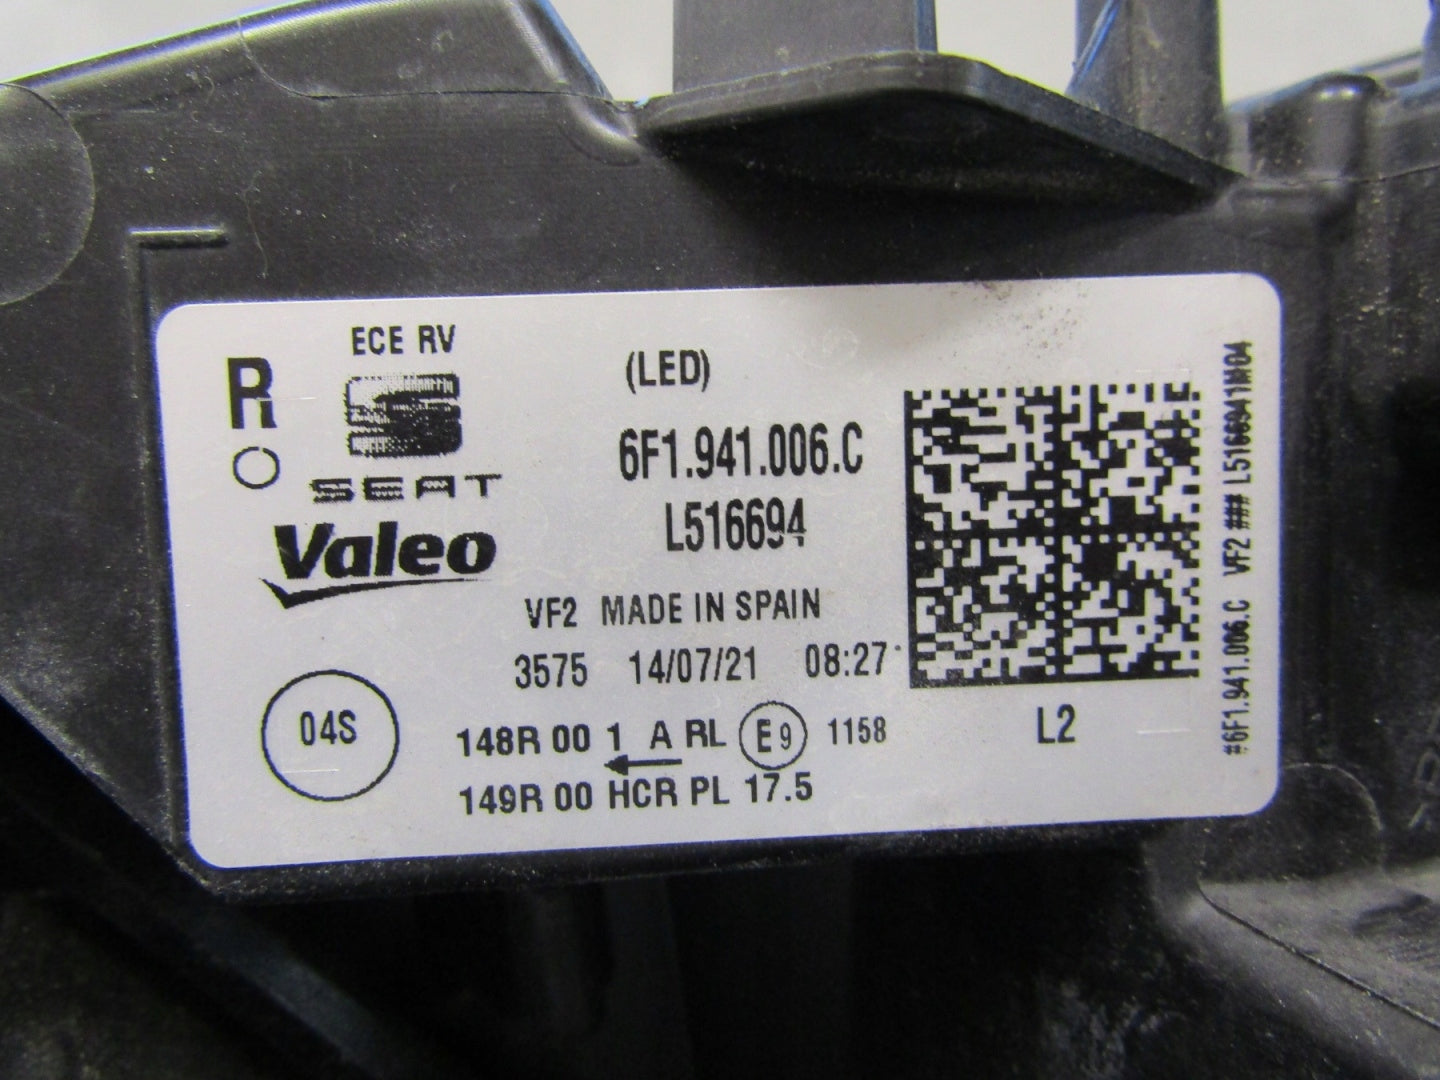 ECE RV
R
SEAT
Valeo
(LED)
6F1.941.006.C
L516694
VF2 MADE IN SPAIN
3575 14/07/21 08:27
04S
148R 00 1 A RL E9 1158
149R 00 HCR PL 17.5
L2
#6F1.941.006.C VF2 ### L5166941M04